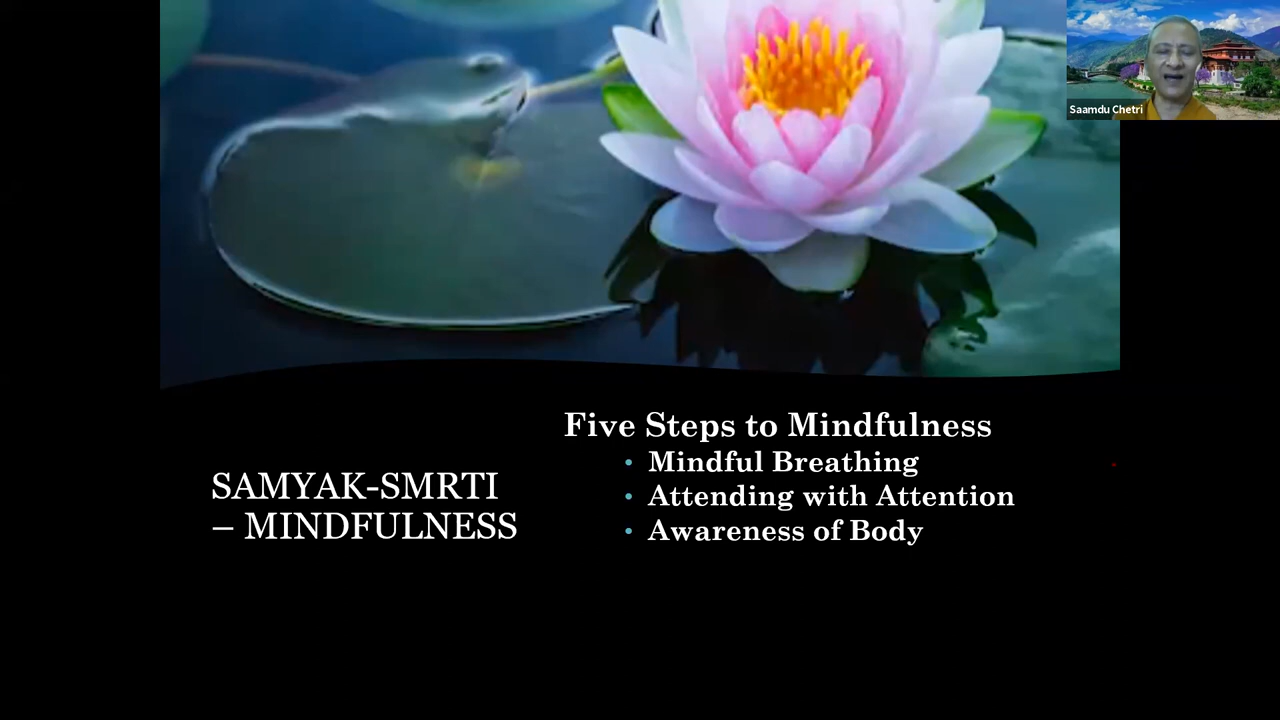 Saamdu Chetri
SAMYAK-SMRTI
– MINDFULNESS
Five Steps to Mindfulness
• Mindful Breathing
• Attending with Attention
• Awareness of Body